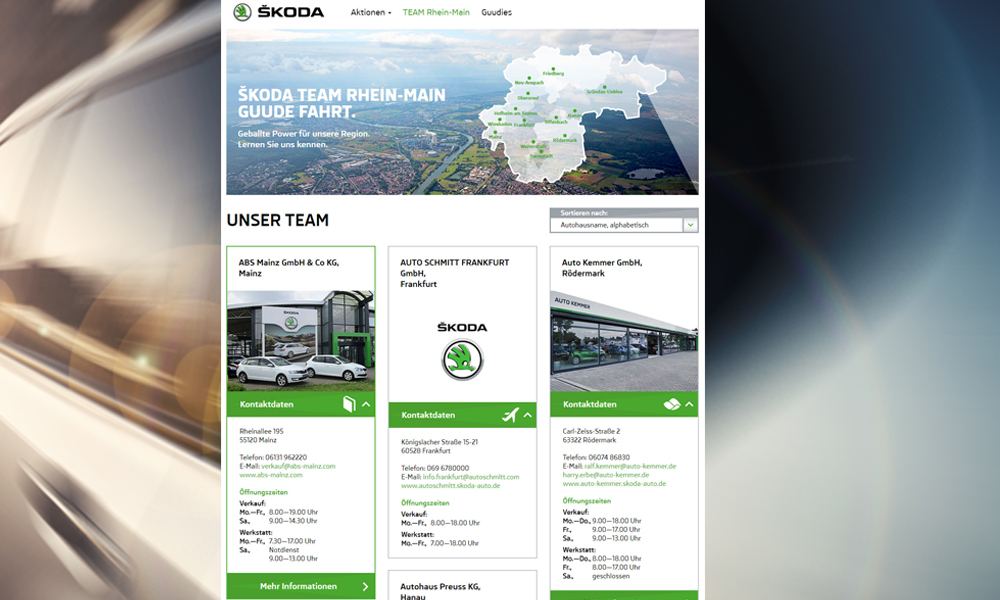 ŠKODA
Aktionen
TEAM Rhein-Main
Guudies
ŠKODA TEAM RHEIN-MAIN
GUUDE FAHRT.
Geballte Power für unsere Region.
Lernen Sie uns kennen.
Friedberg
Neu-Anspach
Oberursel
Hofheim am Taunus
Wiesbaden
Frankfurt
Offenbach
Mainz
Rödermark
Weiterstadt
Darmstadt
UNSER TEAM
Sortieren nach:
Autohausname, alphabetisch
ABS Mainz GmbH & Co KG,
Mainz
ŠKODA
Kontaktdaten
Rheinallee 195
55120 Mainz
Telefon: 06131 962220
E-Mail: verkauf@abs-mainz.com
www.abs-mainz.com
Öffnungszeiten
Verkauf:
Mo.—Fr., 8.00—19.00 Uhr
Sa., 9.00—14.30 Uhr
Werkstatt:
Mo.—Fr., 7.30—17.00 Uhr
Sa., Notdienst
9.00—13.00 Uhr
Mehr Informationen
AUTO SCHMITT FRANKFURT
GmbH,
Frankfurt
ŠKODA
Kontaktdaten
Königslacher Straße 15-21
60528 Frankfurt
Telefon: 069 6780000
E-Mail: info.frankfurt@autoschmitt.com
www.autoschmitt.skoda-auto.de
Öffnungszeiten
Verkauf:
Mo.—Fr., 8.00—18.00 Uhr
Werkstatt:
Mo.—Fr., 7.00—18.00 Uhr
Autohaus Preuss KG,
Hanau
Auto Kemmer GmbH,
Rödermark
AUTO KEMMER
Kontaktdaten
Carl-Zeiss-Straße 2
63322 Rödermark
Telefon: 06074 86830
E-Mail: ralf.kemmer@auto-kemmer.de
harry.erbe@auto-kemmer.de
www.auto-kemmer.skoda-auto.de
Öffnungszeiten
Verkauf:
Mo.—Do., 9.00—18.00 Uhr
Fr., 9.00—17.00 Uhr
Sa., 9.00—13.00 Uhr
Werkstatt:
Mo.—Do., 8.00—18.00 Uhr
Fr., 8.00—17.00 Uhr
Sa., geschlossen